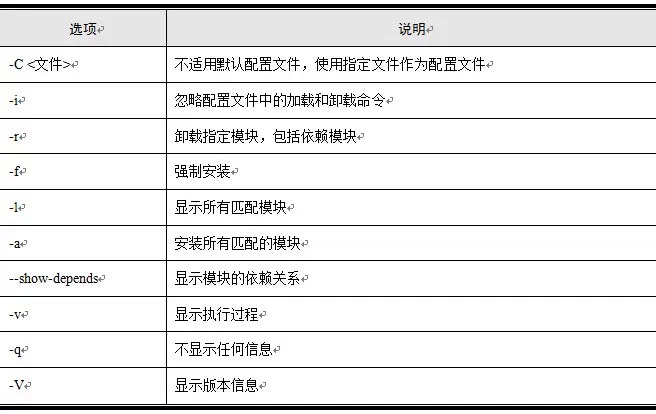 选项 说明
-C <文件> 不适用默认配置文件，使用指定文件作为配置文件
-i 忽略配置文件中的加载和卸载命令
-r 卸载指定模块，包括依赖模块
-f 强制安装
-l 显示所有匹配模块
-a 安装所有匹配的模块
--show-depends 显示模块的依赖关系
-v 显示执行过程
-q 不显示任何信息
-V 显示版本信息